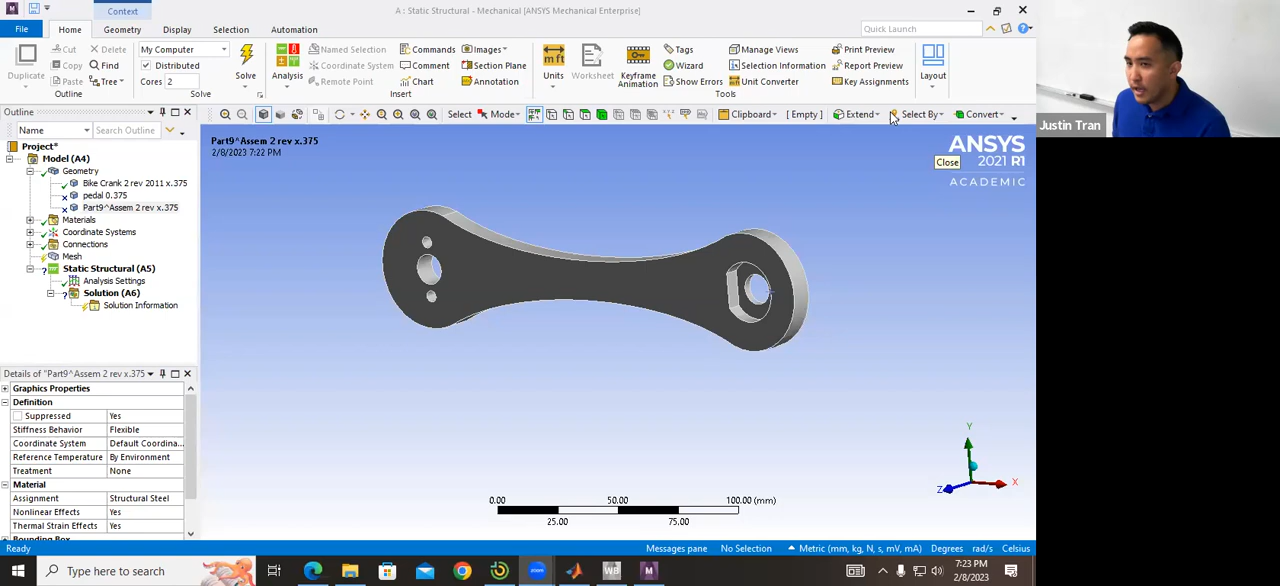 Context
A : Static Structural - Mechanical [ANSYS Mechanical Enterprise]
File
Home
Geometry
Display
Selection
Automation
Quick Launch
Duplicate
Cut
Copy
Paste
Delete
Find
Tree
Outline
My Computer
Distributed
Cores 2
Solve
Solve
Analysis
Named Selection
Coordinate System
Remote Point
Commands
Comment
Chart
Images
Section Plane
Annotation
Insert
Units
Worksheet
Keyframe Animation
Tags
Wizard
Show Errors
Manage Views
Selection Information
Unit Converter
Print Preview
Report Preview
Key Assignments
Tools
Layout
Outline
Select
Mode
Clipboard
[ Empty ]
Extend
Select By
Convert
Name
Search Outline
Project*
Model (A4)
Geometry
Bike Crank 2 rev 2011 x.375
pedal 0.375
Part9^Assem 2 rev x.375
Materials
Coordinate Systems
Connections
Mesh
Static Structural (A5)
Analysis Settings
Solution (A6)
Solution Information
Details of "Part9^Assem 2 rev x.375"
Graphics Properties
Definition
Suppressed Yes
Stiffness Behavior Flexible
Coordinate System Default Coordina...
Reference Temperature By Environment
Treatment None
Material
Assignment Structural Steel
Nonlinear Effects Yes
Thermal Strain Effects Yes
Part9^Assem 2 rev x.375
2/8/2023 7:22 PM
ANSYS
2021 R1
ACADEMIC
Close
Y
X
Z
0.00 50.00 100.00 (mm)
25.00 75.00
Ready
Messages pane
No Selection
Metric (mm, kg, N, s, mV, mA)
Degrees
rad/s
Celsius
Type here to search
7:23 PM
2/8/2023
Justin Tran